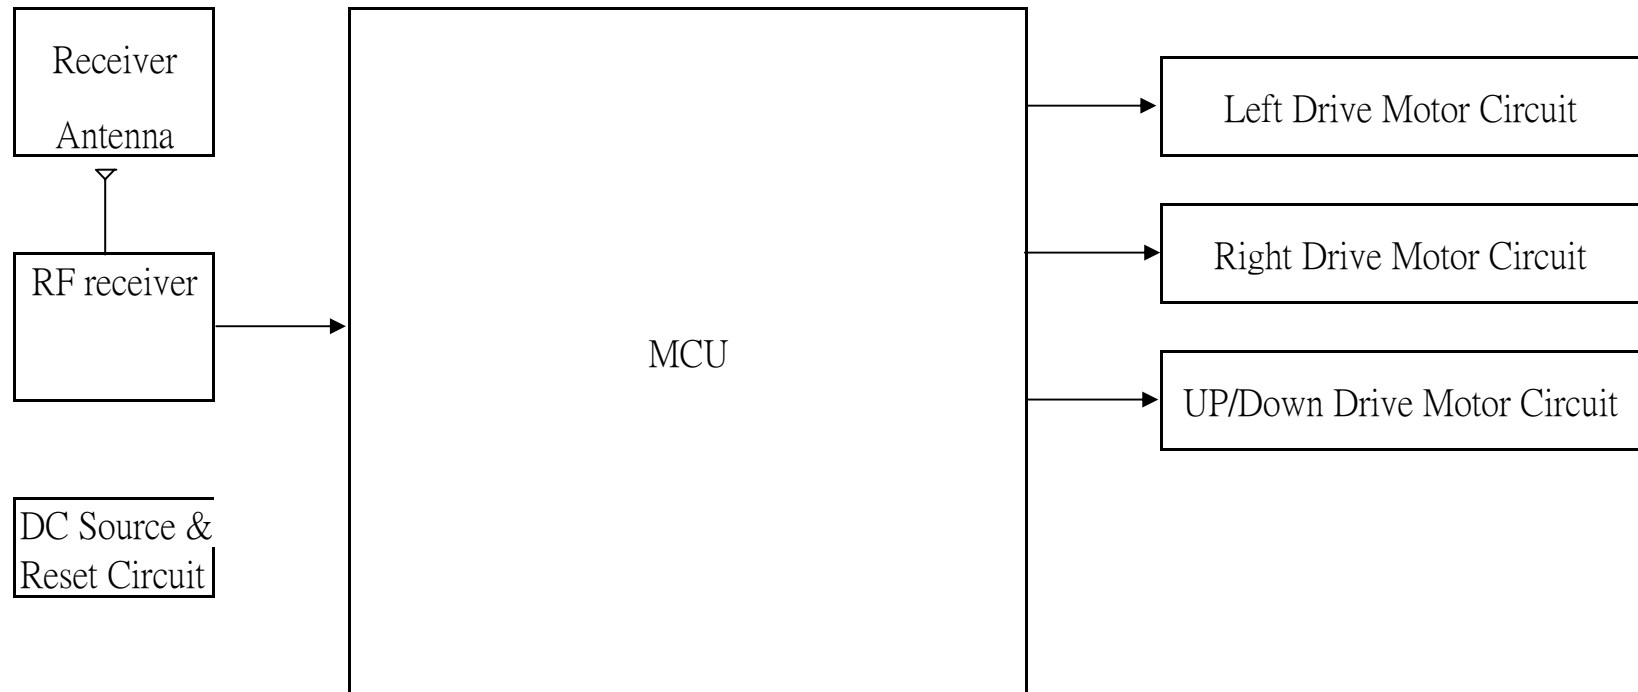 Receiver
Antenna
RF receiver
DC Source &
Reset Circuit
MCU
Left Drive Motor Circuit
Right Drive Motor Circuit
UP/Down Drive Motor Circuit